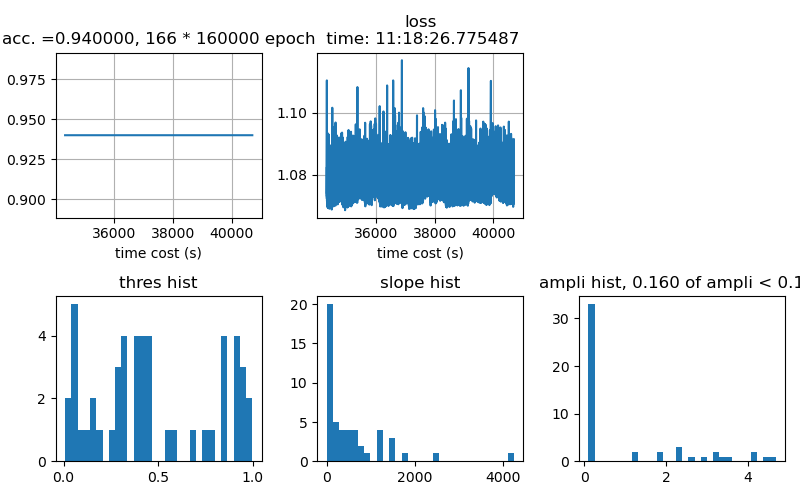 loss
acc. =0.940000, 166 * 160000 epoch time: 11:18:26.775487
0.975
0.950
0.925
0.900
36000 38000 40000
time cost (s)
1.10
1.08
36000 38000 40000
time cost (s)
thres hist
4
2
0
0.0 0.5 1.0
slope hist
20
15
10
5
0
0 2000 4000
ampli hist, 0.160 of ampli < 0.1
30
20
10
0
0 2 4